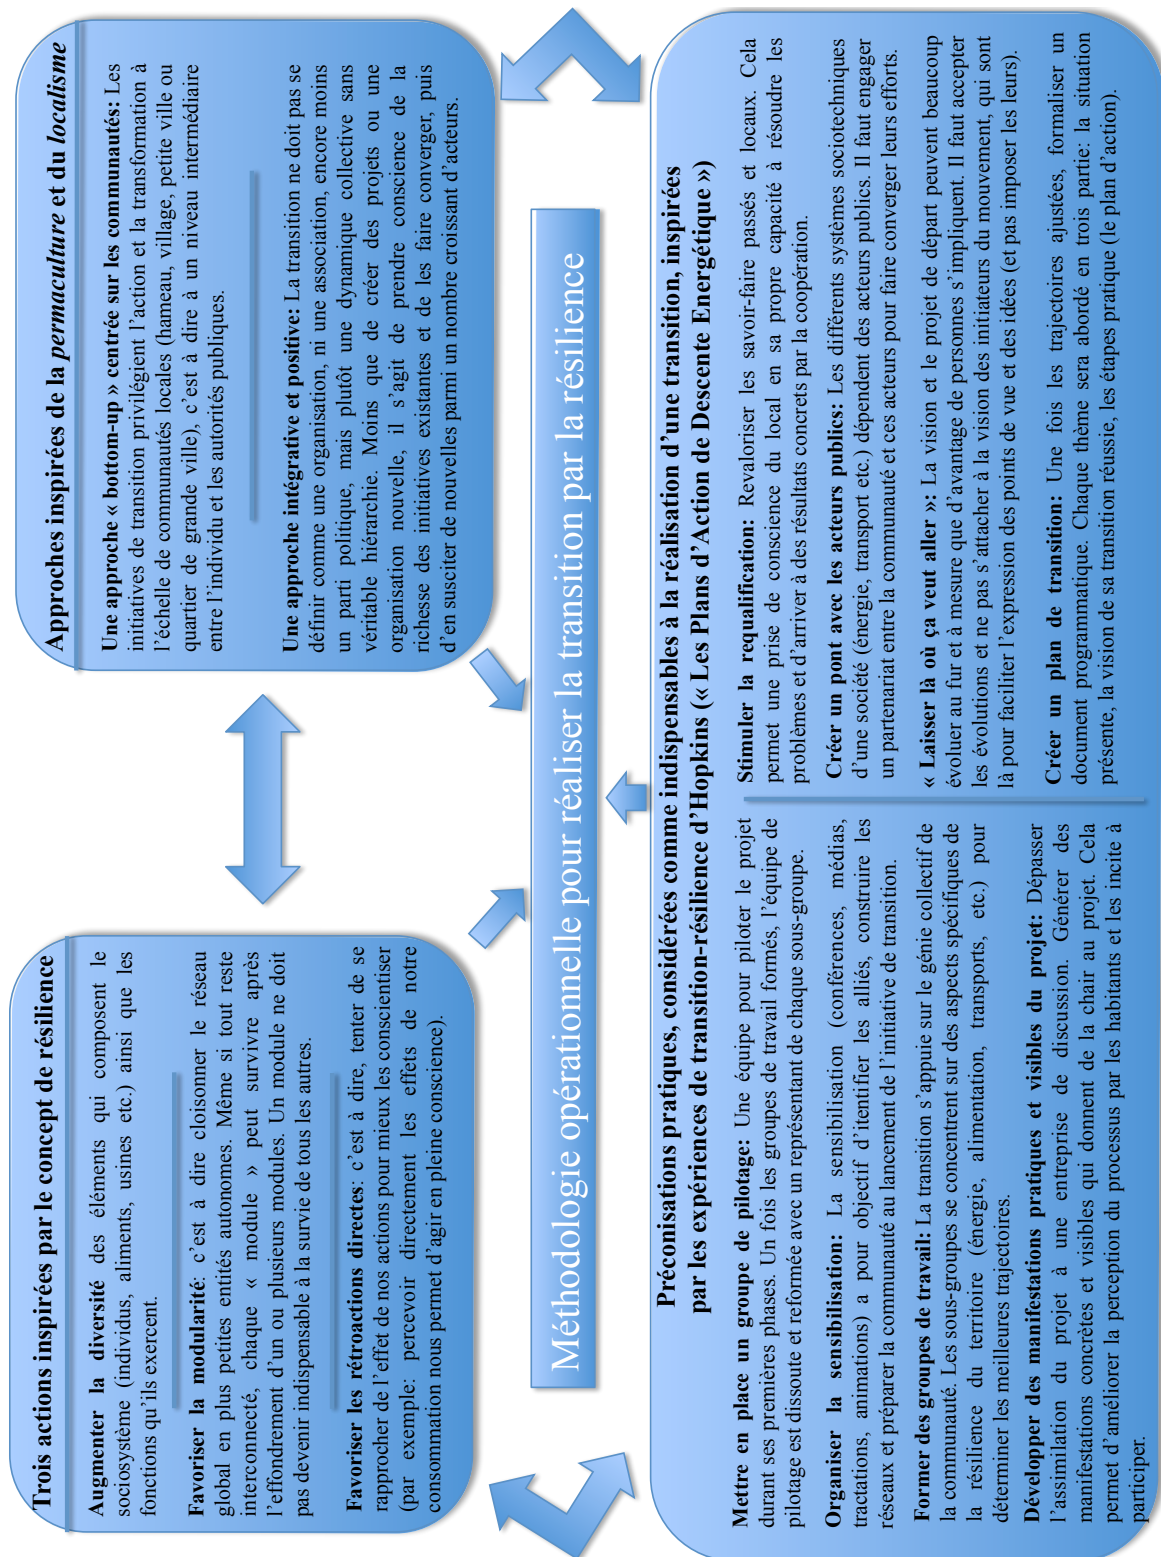 Trois actions inspirées par le concept de résilience
Augmenter la diversité des éléments qui composent le
sociosystème (individus, aliments, usines etc.) ainsi que les
fonctions qu'ils exercent.
Favoriser la modularité: c'est à dire cloisonner le réseau
global en plus petites entités autonomes. Même si tout reste
interconnecté, chaque « module » peut survivre après
l'effondrement d'un ou plusieurs modules. Un module ne doit
pas devenir indispensable à la survie de tous les autres.
Favoriser les rétroactions directes: c'est à dire, tenter de se
rapprocher de l'effet de nos actions pour mieux les conscientiser
(par exemple: percevoir directement les effets de notre
consommation nous permet d'agir en pleine conscience).
Approches inspirées de la permaculture et du localisme
Une approche « bottom-up » centrée sur les communautés: Les
initiatives de transition privilégient l'action et la transformation à
l'échelle de communautés locales (hameau, village, petite ville ou
quartier de grande ville), c'est à dire à un niveau intermédiaire
entre l'individu et les autorités publiques.
Une approche intégrative et positive: La transition ne doit pas se
définir comme une organisation, ni une association, encore moins
un parti politique, mais plutôt une dynamique collective sans
véritable hiérarchie. Moins que de créer des projets ou une
organisation nouvelle, il s'agit de prendre conscience de la
richesse des initiatives existantes et de les faire converger, puis
d'en susciter de nouvelles parmi un nombre croissant d'acteurs.
Méthodologie opérationnelle pour réaliser la transition par la résilience
Préconisations pratiques, considérées comme indispensables à la réalisation d'une transition, inspirées
par les expériences de transition-résilience d'Hopkins (« Les Plans d'Action de Descente Energétique »)
Mettre en place un groupe de pilotage: Une équipe pour piloter le projet
durant ses premières phases. Un fois les groupes de travail formés, l'équipe de
pilotage est dissoute et reformée avec un représentant de chaque sous-groupe.
Organiser la sensibilisation: La sensibilisation (conférences, médias,
tractations, animations) a pour objectif d'itentifier les alliés, construire les
réseaux et préparer la communauté au lancement de l'initiative de transition.
Former des groupes de travail: La transition s'appuie sur le génie collectif de
la communauté. Les sous-groupes se concentrent sur des aspects spécifiques de
la résilience du territoire (énergie, alimentation, transports, etc.) pour
déterminer les meilleures trajectoires.
Développer des manifestations pratiques et visibles du projet: Dépasser
l'assimilation du projet à une entreprise de discussion. Générer des
manifestations concrètes et visibles qui donnent de la chair au projet. Cela
permet d'améliorer la perception du processus par les habitants et les incite à
participer.
Stimuler la requalification: Revaloriser les savoir-faire passés et locaux. Cela
permet une prise de conscience du local en sa propre capacité à résoudre les
problèmes et d'arriver à des résultats concrets par la coopération.
Créer un pont avec les acteurs publics: Les différents systèmes sociotechniques
d'une société (énergie, transport etc.) dépendent des acteurs publics. Il faut engager
un partenariat entre la communauté et ces acteurs pour faire converger leurs efforts.
« Laisser là où ça veut aller »: La vision et le projet de départ peuvent beaucoup
évoluer au fur et à mesure que d'avantage de personnes s'impliquent. Il faut accepter
les évolutions et ne pas s'attacher à la vision des initiateurs du mouvement, qui sont
là pour faciliter l'expression des points de vue et des idées (et pas imposer les leurs).
Créer un plan de transition: Une fois les trajectoires ajustées, formaliser un
document programmatique. Chaque thème sera abordé en trois partie: la situation
présente, la vision de sa transition réussie, les étapes pratique (le plan d'action).